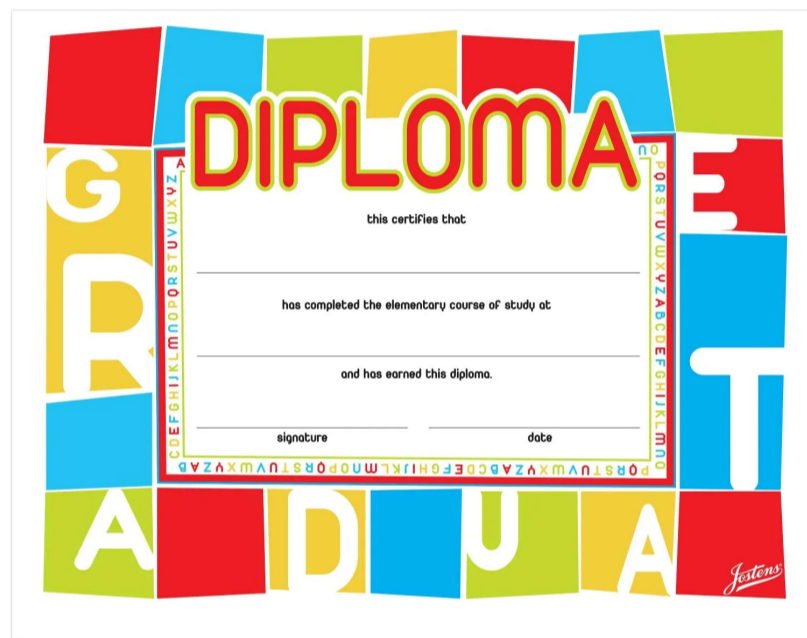 DIPLOMA
this certifies that
has completed the elementary course of study at
and has earned this diploma.
signature date
G
R
A
D
U
A
T
E
Jostens